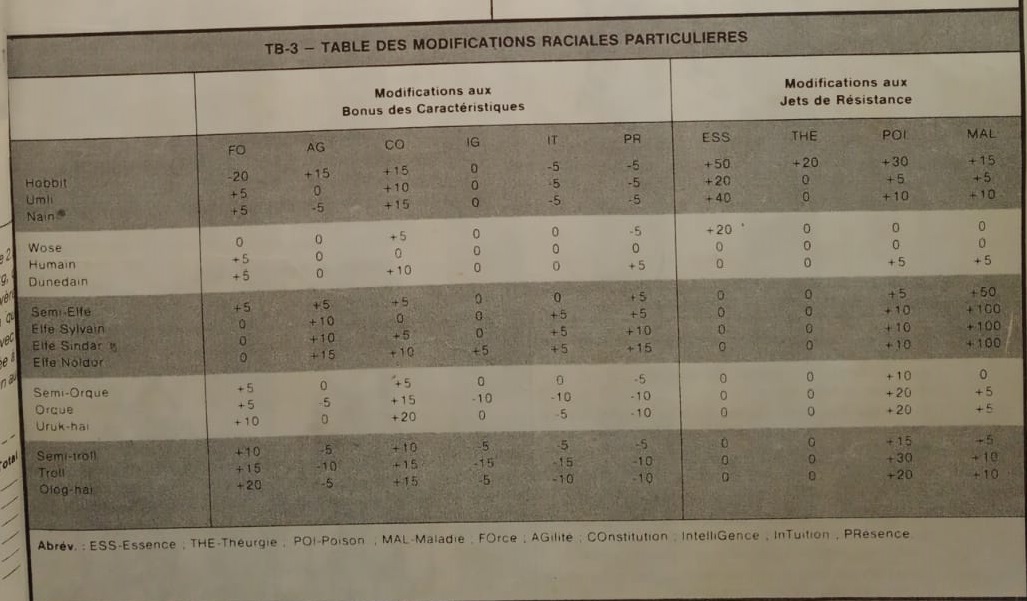 TB-3 – TABLE DES MODIFICATIONS RACIALES PARTICULIERES
Modifications aux
Bonus des Caractéristiques
Modifications aux
Jets de Résistance
FO AG CO IG IT PR ESS THE POI MAL
Hobbit -20 +15 +15 0 -5 -5 +50 +20 +30 +15
Umli +5 0 +10 0 -5 -5 +20 0 +5 +5
Nain +5 -5 +15 0 -5 -5 +40 0 +10 +10
Wose 0 0 +5 0 0 -5 +20 0 0 0
Humain +5 0 0 0 0 0 0 0 0 0
Dunedain +5 0 +10 0 0 +5 0 0 +5 +5
Semi-Elfe +5 +5 +5 0 0 +5 0 0 +5 +50
Elfe Sylvain 0 +10 0 0 +5 +5 0 0 +10 +100
Elfe Sindar 0 +10 +5 0 +5 +10 0 0 +10 +100
Elfe Noldor 0 +15 +10 +5 +5 +15 0 0 +10 +100
Semi-Orque +5 0 +5 0 0 -5 0 0 +10 0
Orque +5 -5 +15 -10 -10 -10 0 0 +20 +5
Uruk-hai +10 0 +20 0 -5 -10 0 0 +20 +5
Semi-troll +10 -5 +10 -5 -5 -5 0 0 +15 +5
Troll +15 -10 +15 -15 -15 -10 0 0 +30 +10
Olog-hai +20 -5 +15 -5 -10 -10 0 0 +20 +10
Abrév. : ESS-Essence ; THE-Théurgie ; POI-Poison ; MAL-Maladie ; FOrce ; AGilité ; COnstitution ; IntelliGence ; InTuition ; PRésence